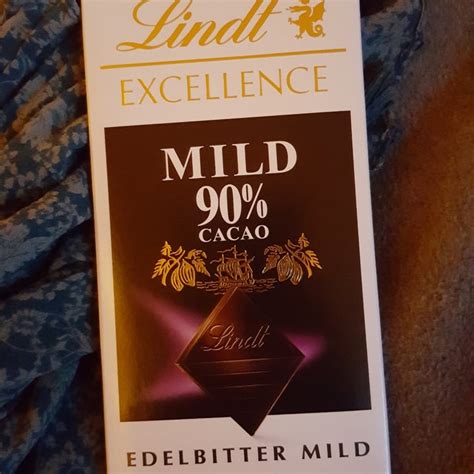 Lindt
EXCELLENCE
MILD
90%
CACAO
Lindt
EDELBITTER MILD